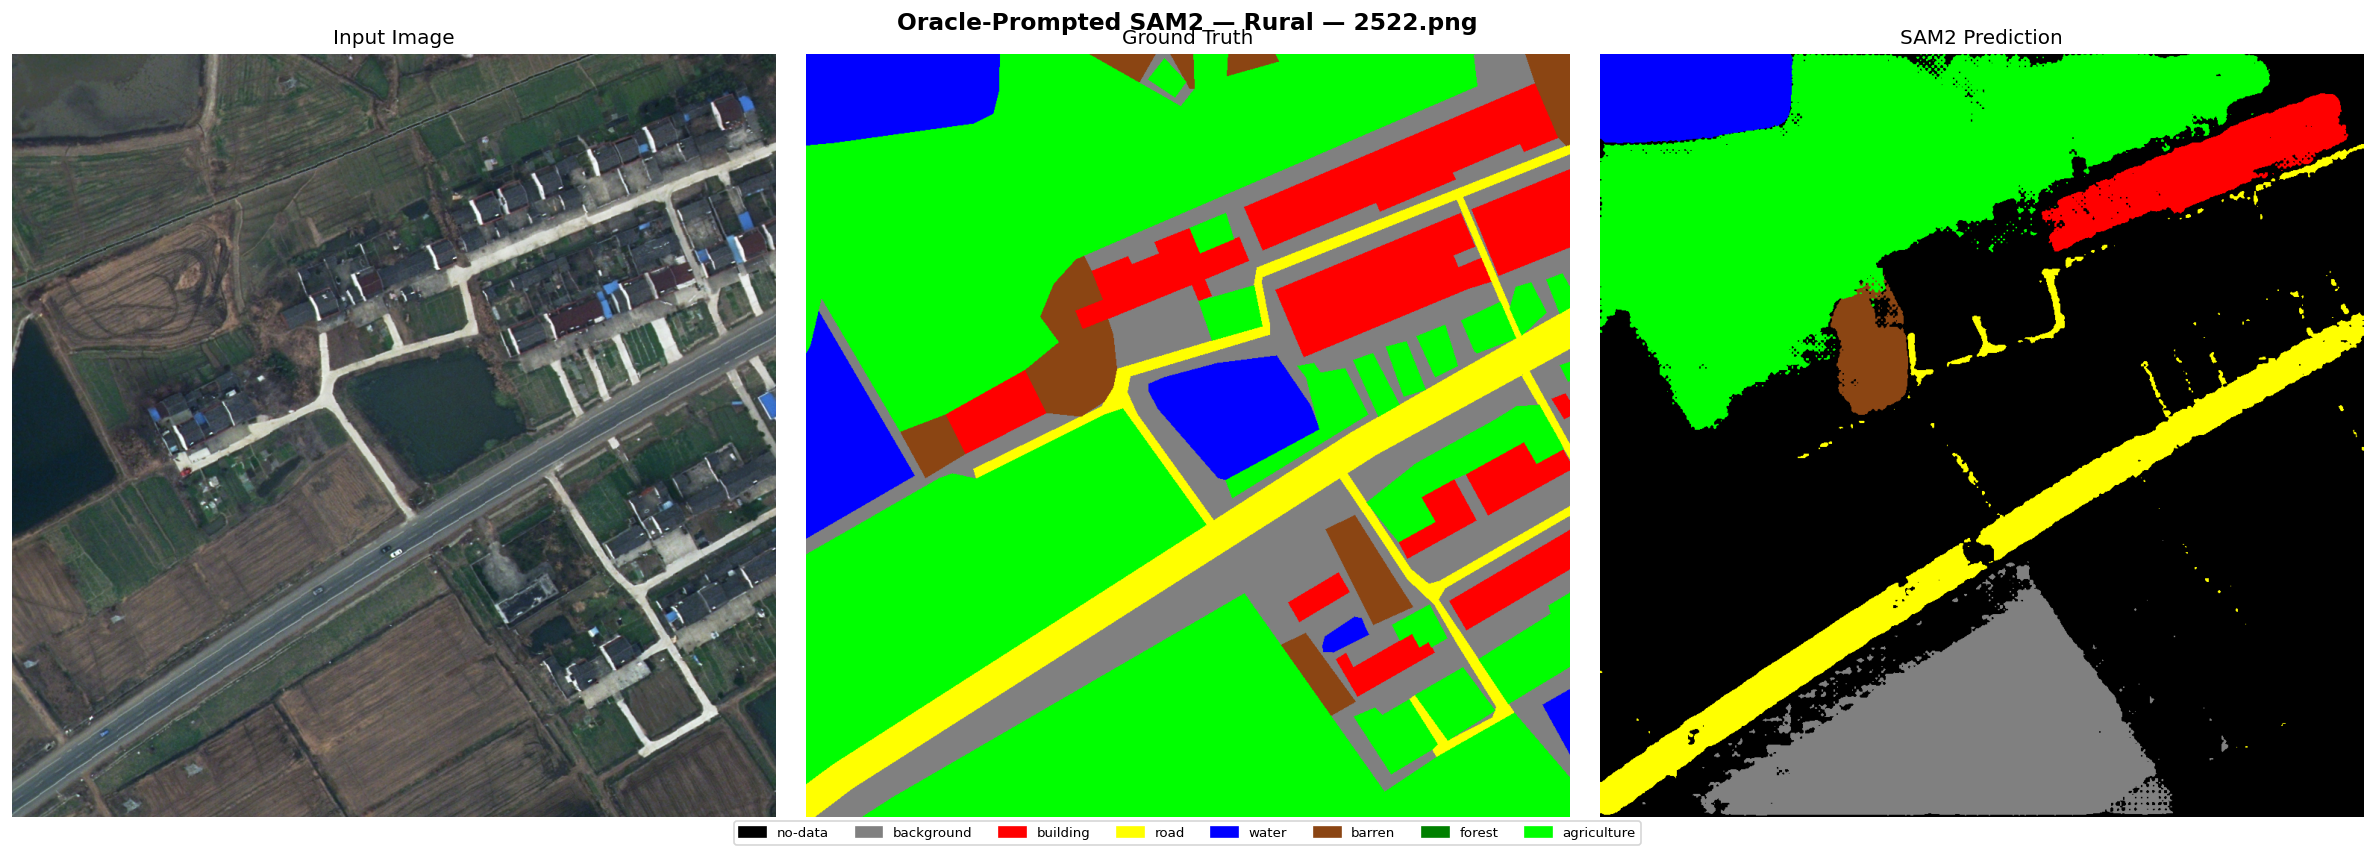 Oracle-Prompted SAM2 — Rural — 2522.png
Input Image
Ground Truth
SAM2 Prediction
no-data
background
building
road
water
barren
forest
agriculture